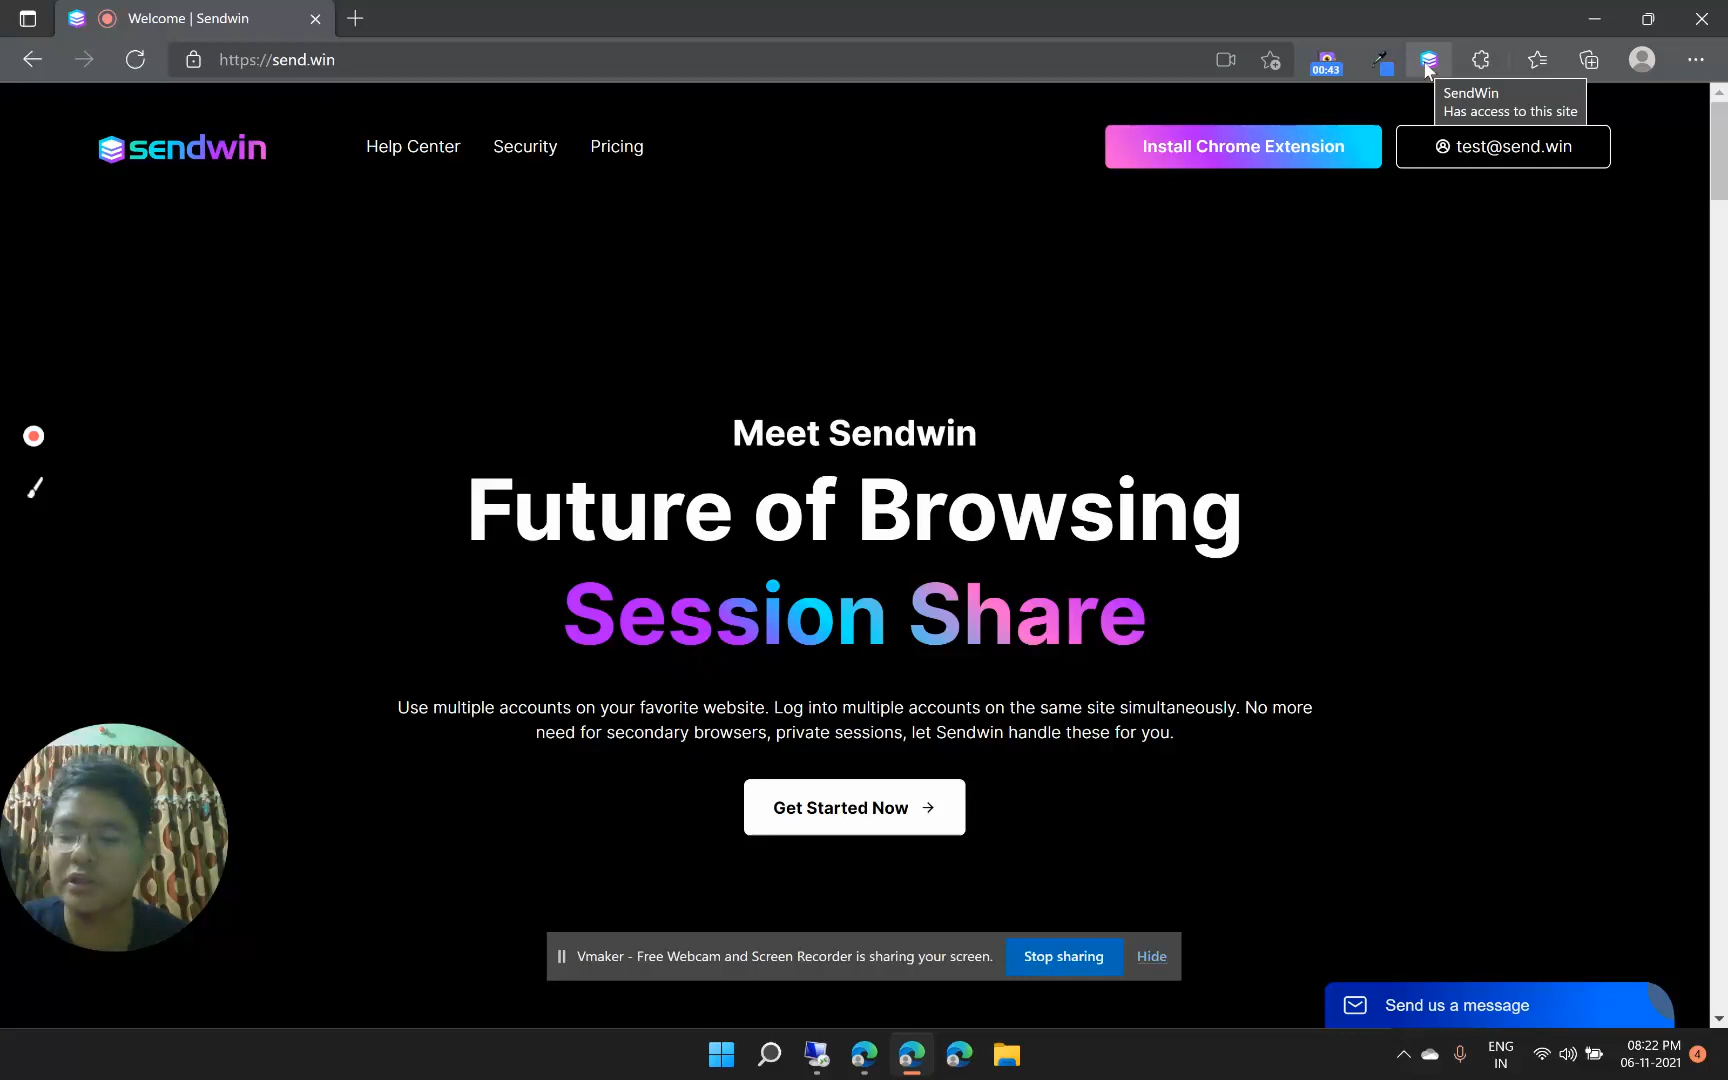 Welcome | Sendwin
https://send.win
00:43
SendWin
Has access to this site
sendwin
Help Center
Security
Pricing
Install Chrome Extension
test@send.win
Meet Sendwin
Future of Browsing
Session Share
Use multiple accounts on your favorite website. Log into multiple accounts on the same site simultaneously. No more
need for secondary browsers, private sessions, let Sendwin handle these for you.
Get Started Now
Vmaker - Free Webcam and Screen Recorder is sharing your screen.
Stop sharing
Hide
Send us a message
ENG
IN
08:22 PM
06-11-2021
4